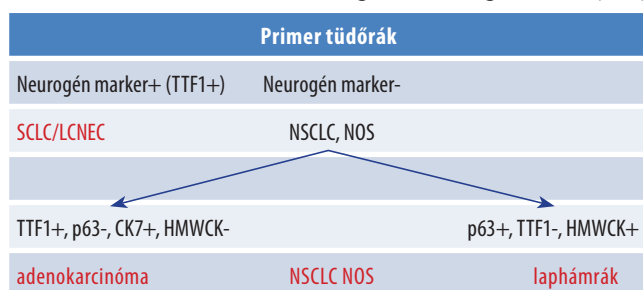 Primer tüdőrák
Neurogén marker+ (TTF1+) Neurogén marker-
SCLC/LCNEC NSCLC, NOS
TTF1+, p63-, CK7+, HMWCK- p63+, TTF1-, HMWCK+
adenokarcinóma NSCLC NOS laphámrák